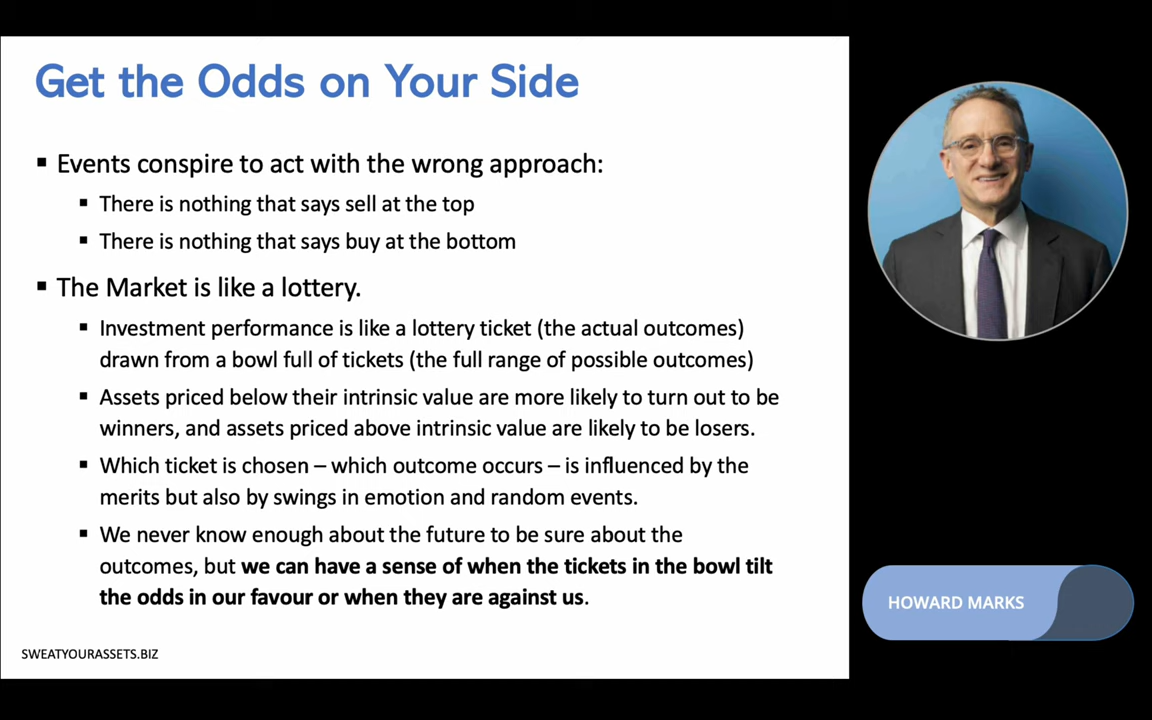 Get the Odds on Your Side
▪ Events conspire to act with the wrong approach:
▪ There is nothing that says sell at the top
▪ There is nothing that says buy at the bottom
▪ The Market is like a lottery.
▪ Investment performance is like a lottery ticket (the actual outcomes)
drawn from a bowl full of tickets (the full range of possible outcomes)
▪ Assets priced below their intrinsic value are more likely to turn out to be
winners, and assets priced above intrinsic value are likely to be losers.
▪ Which ticket is chosen – which outcome occurs – is influenced by the
merits but also by swings in emotion and random events.
▪ We never know enough about the future to be sure about the
outcomes, but we can have a sense of when the tickets in the bowl tilt
the odds in our favour or when they are against us.
SWEATYOURASSETS.BIZ
HOWARD MARKS